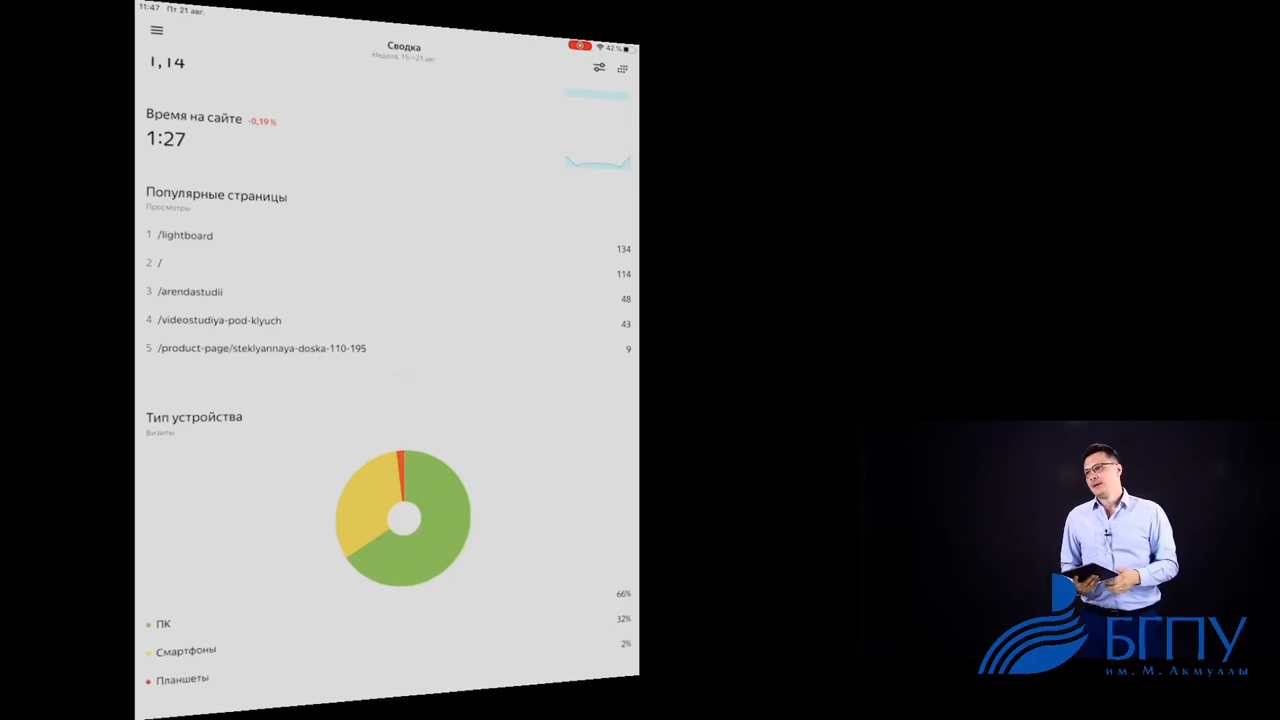 11:47 Пт 21 авг.
42 %
Сводка
Неделя, 15—21 авг
1,14
Время на сайте -0,19 %
1:27
Популярные страницы
Просмотры
1 /lightboard 134
2 / 114
3 /arendastudii 48
4 /videostudiya-pod-klyuch 43
5 /product-page/steklyannaya-doska-110-195 9
Тип устройства
Визиты
ПК 66%
Смартфоны 32%
Планшеты 2%
БГПУ
им. М. Акмуллы